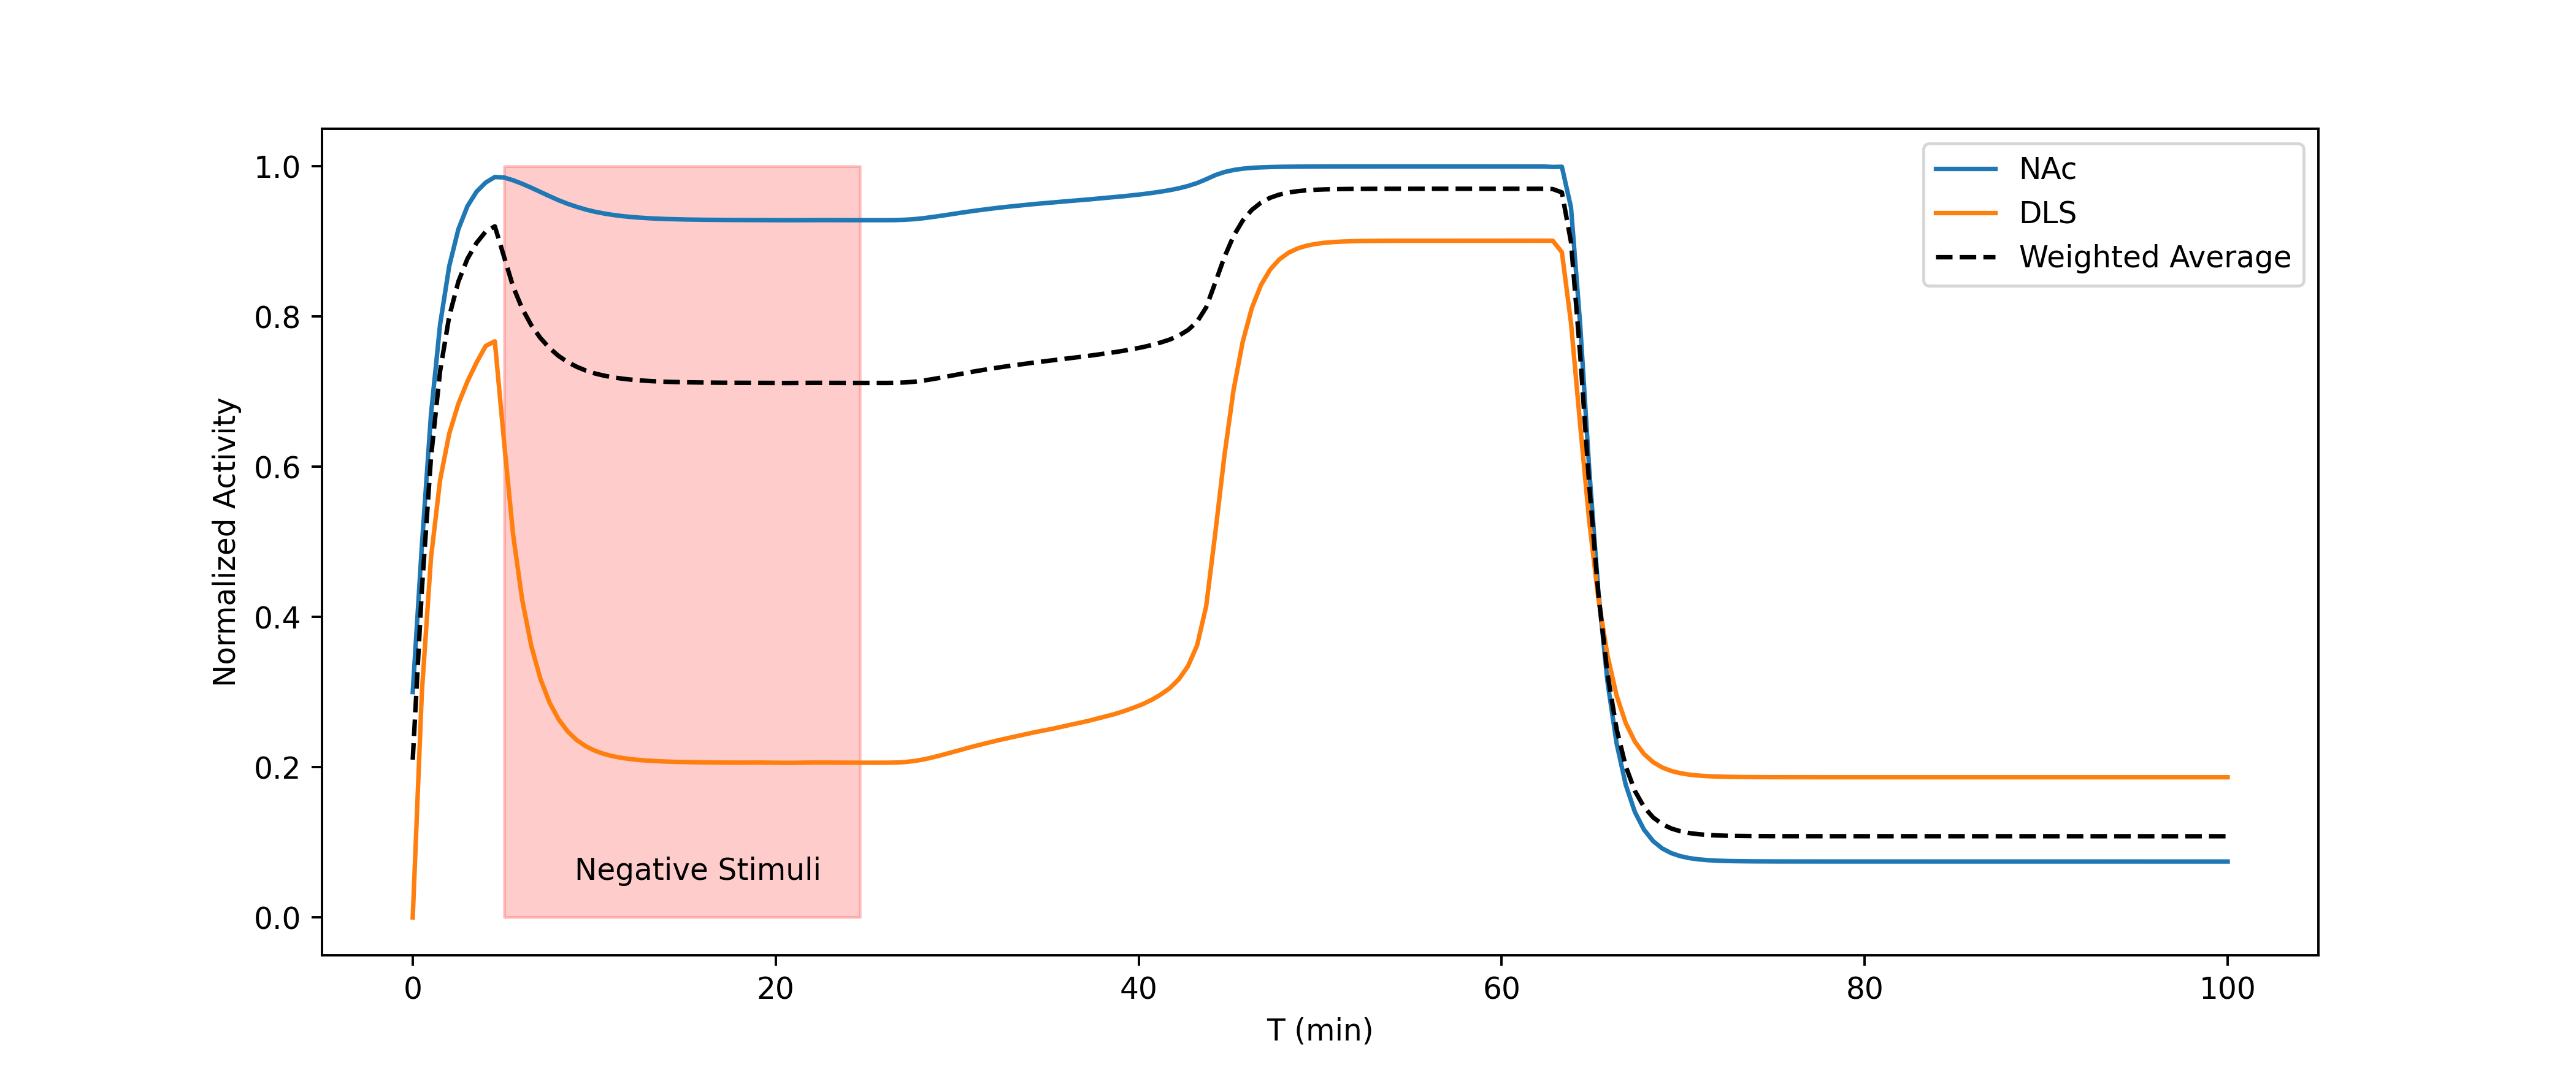 NAc
DLS
Weighted Average
1.0
0.8
0.6
0.4
0.2
0.0
Normalized Activity
Negative Stimuli
0 20 40 60 80 100
T (min)